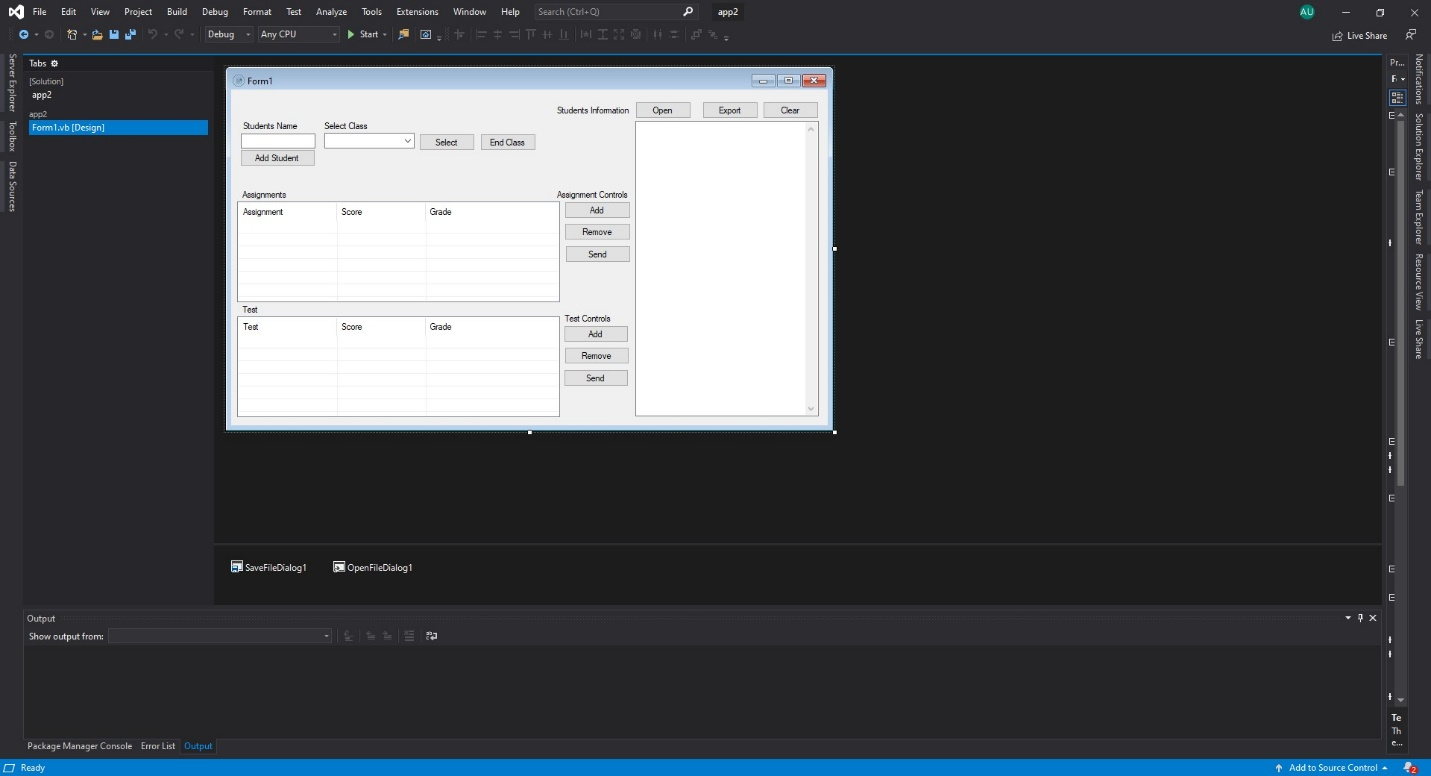 File Edit View Project Build Debug Format Test Analyze Tools Extensions Window Help Search (Ctrl+Q) app2 AU
Debug Any CPU Start Live Share
Server Explorer
Toolbox
Data Sources
Tabs
[Solution]
app2
app2
Form1.vb [Design]
Form1
Students Information Open Export Clear
Students Name Select Class
Select End Class
Add Student
Assignments Assignment Controls
Assignment Score Grade
Add
Remove
Send
Test
Test Controls
Test Score Grade
Add
Remove
Send
SaveFileDialog1 OpenFileDialog1
Pr...
F
Notifications
Solution Explorer
Team Explorer
Resource View
Live Share
Te
Th
e...
Output
Show output from:
Package Manager Console Error List Output
Ready Add to Source Control 2